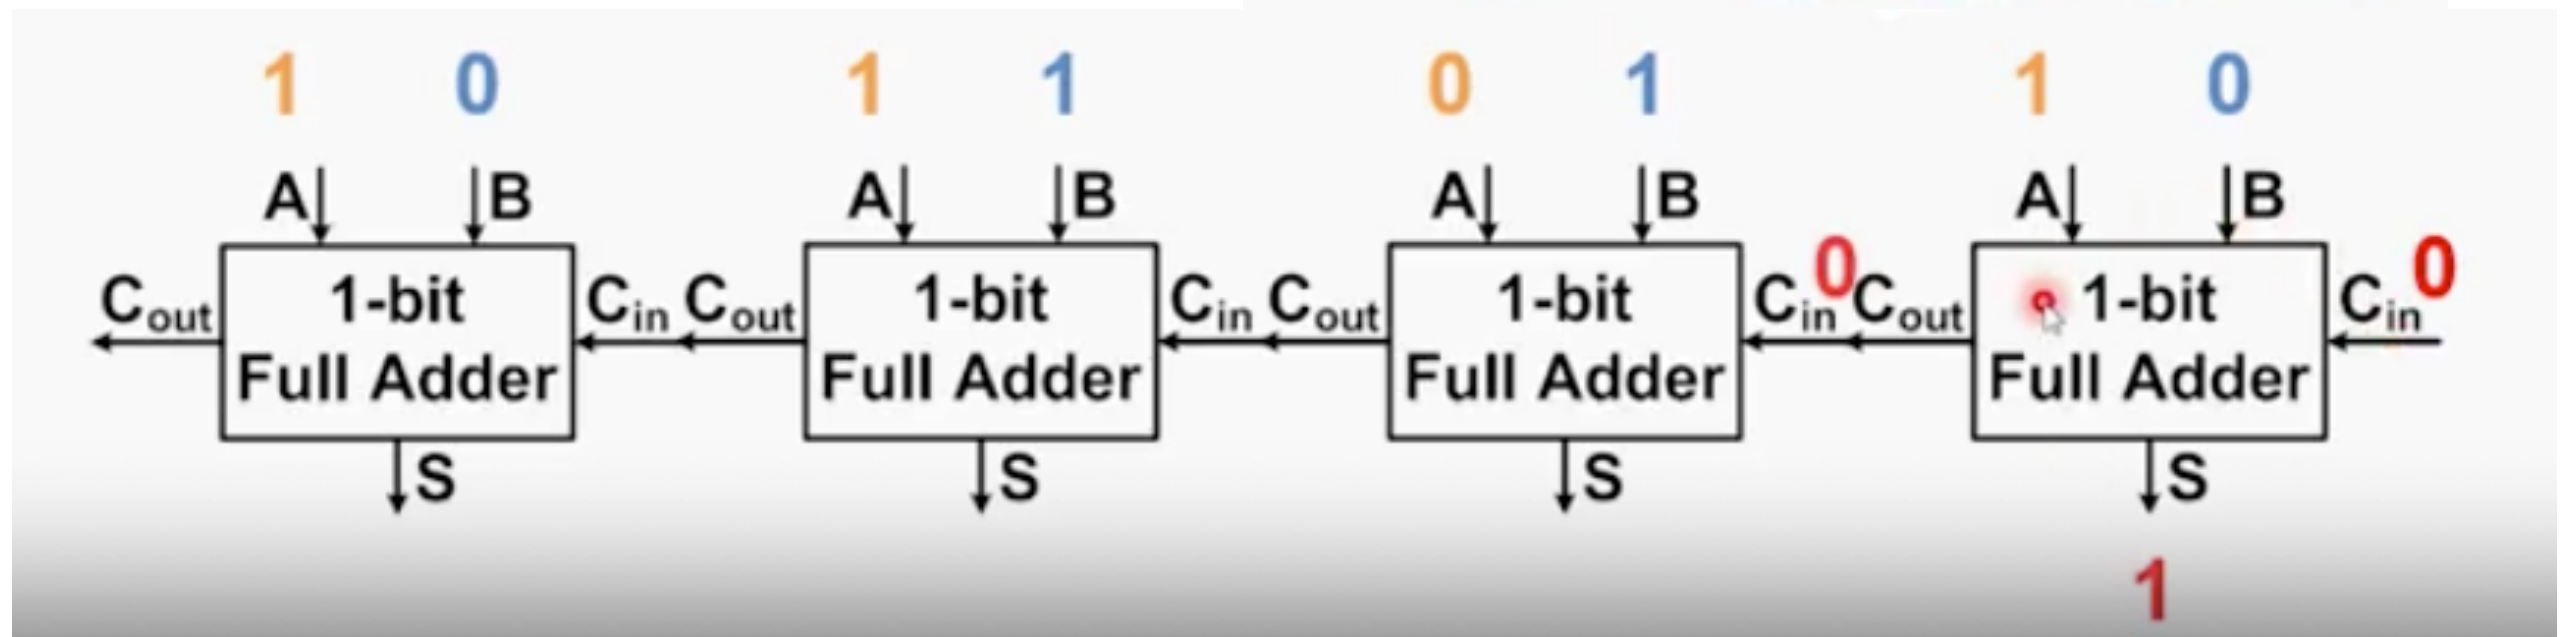 1 0 1 1 0 1 1 0
A B A B A B A B
0 0
Cout 1-bit Cin Cout 1-bit Cin Cout 1-bit Cin Cout 1-bit Cin
Full Adder Full Adder Full Adder Full Adder
S S S S
1